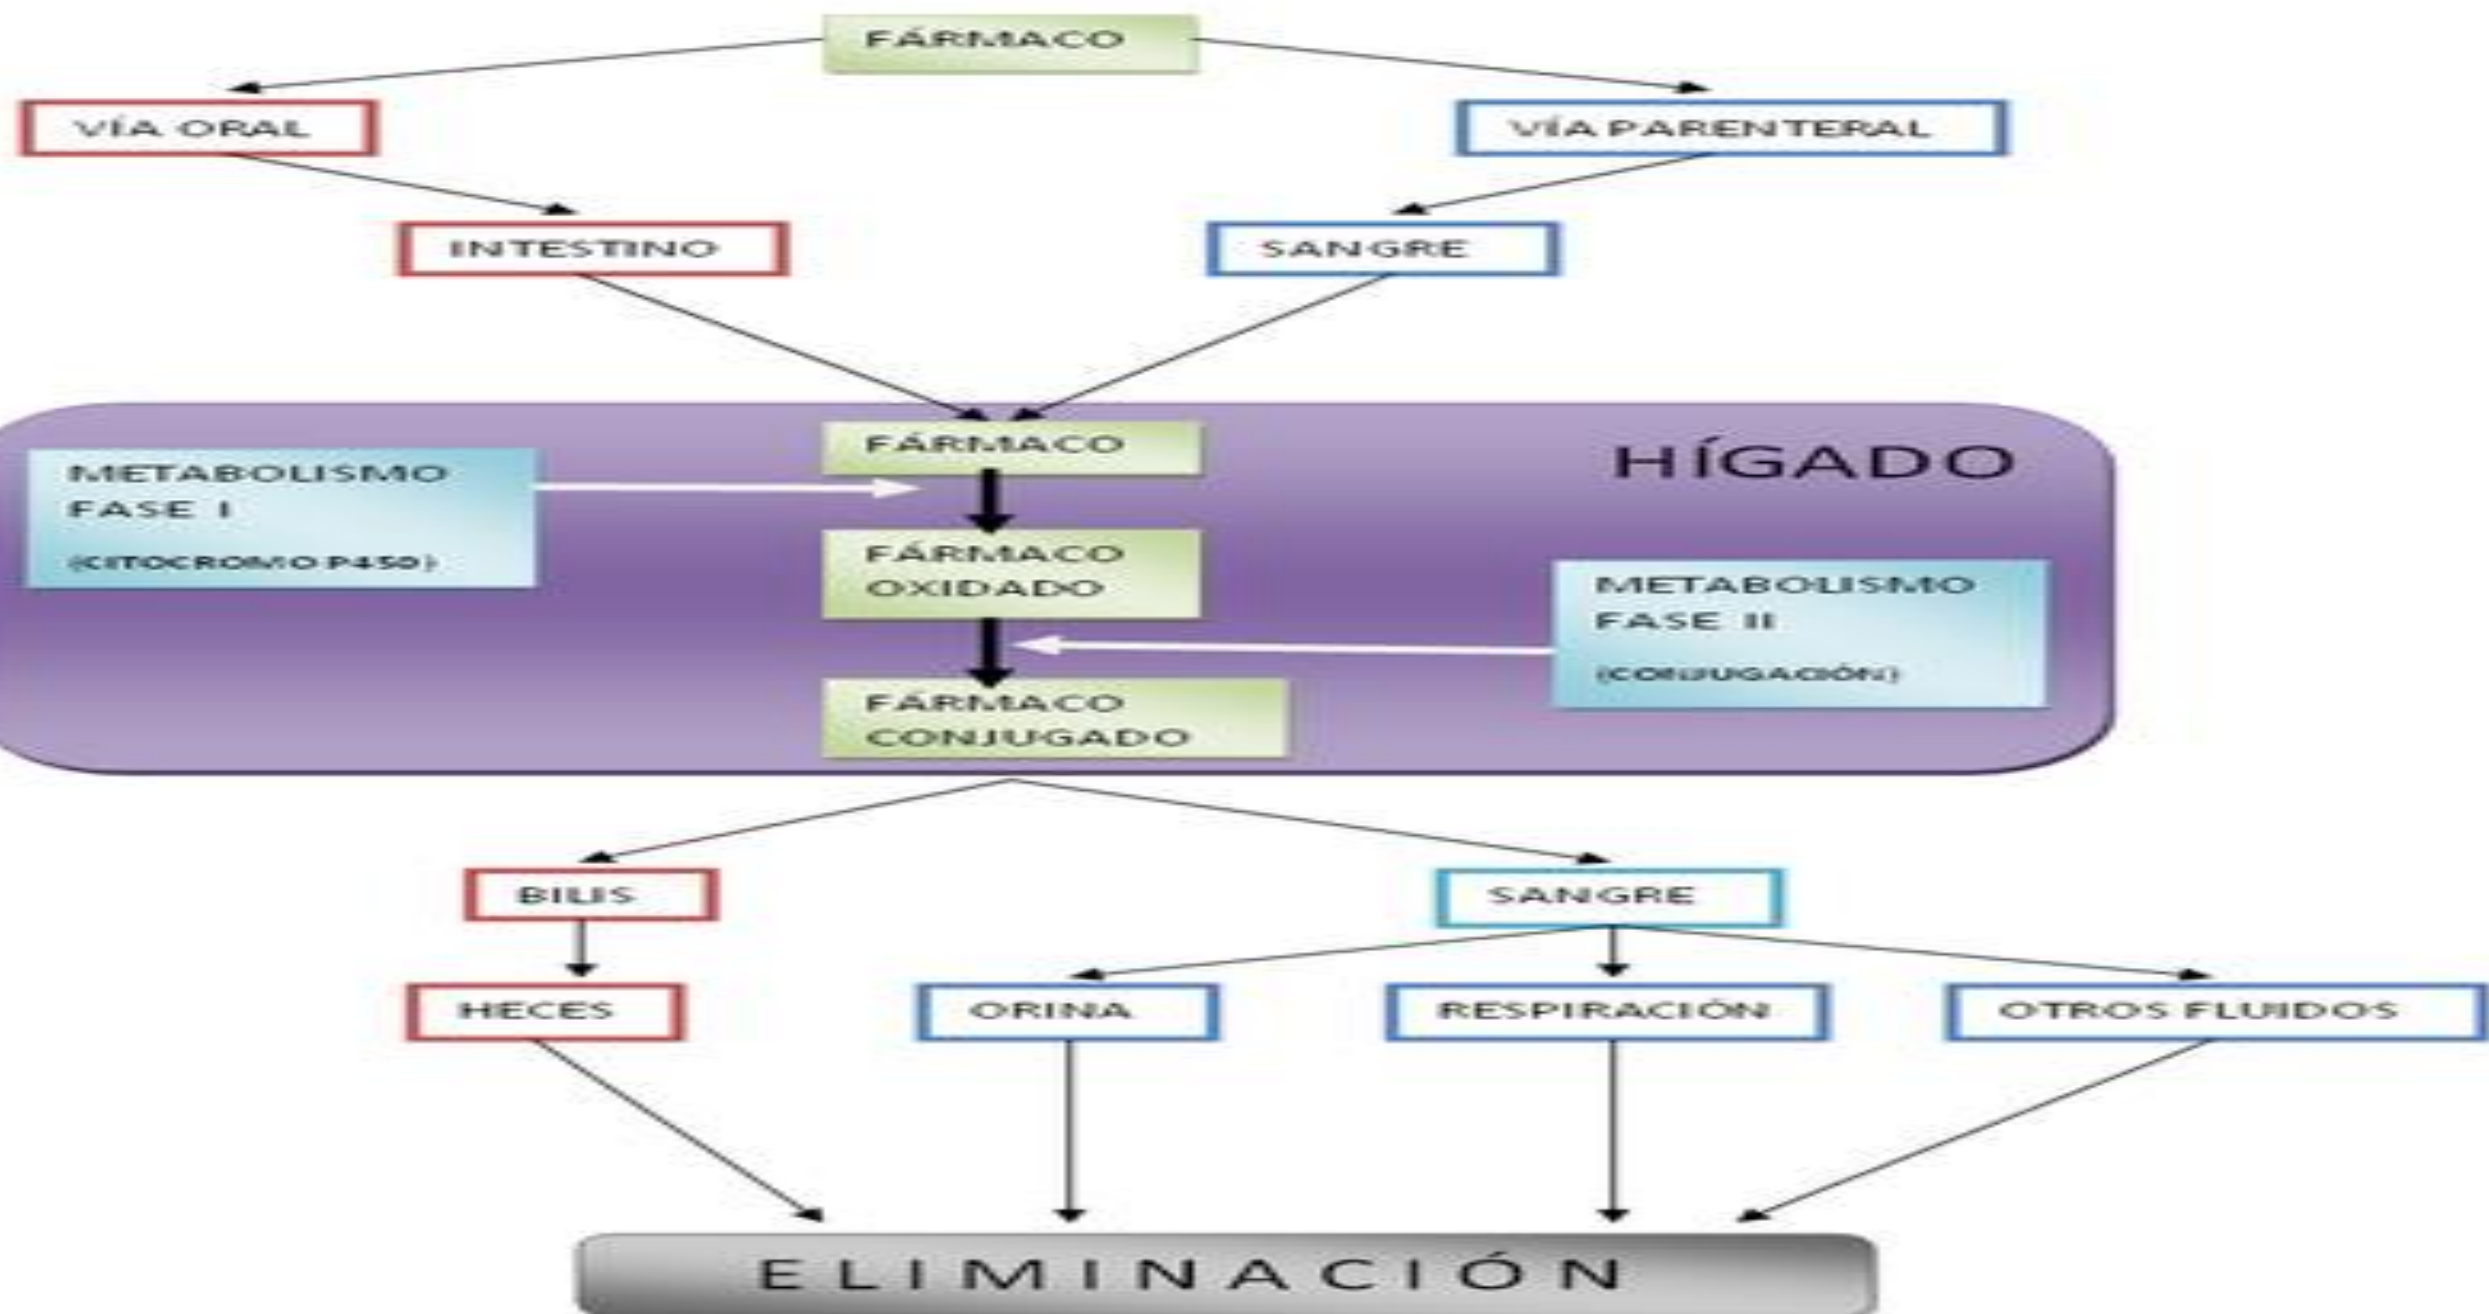 FÁRMACO
VÍA ORAL
VÍA PARENTERAL
INTESTINO
SANGRE
HÍGADO
METABOLISMO
FASE I
(CITOCROMO P450)
FÁRMACO
FÁRMACO
OXIDADO
METABOLISMO
FASE II
(CONJUGACIÓN)
FÁRMACO
CONJUGADO
BILIS
SANGRE
HECES
ORINA
RESPIRACIÓN
OTROS FLUIDOS
ELIMINACIÓN